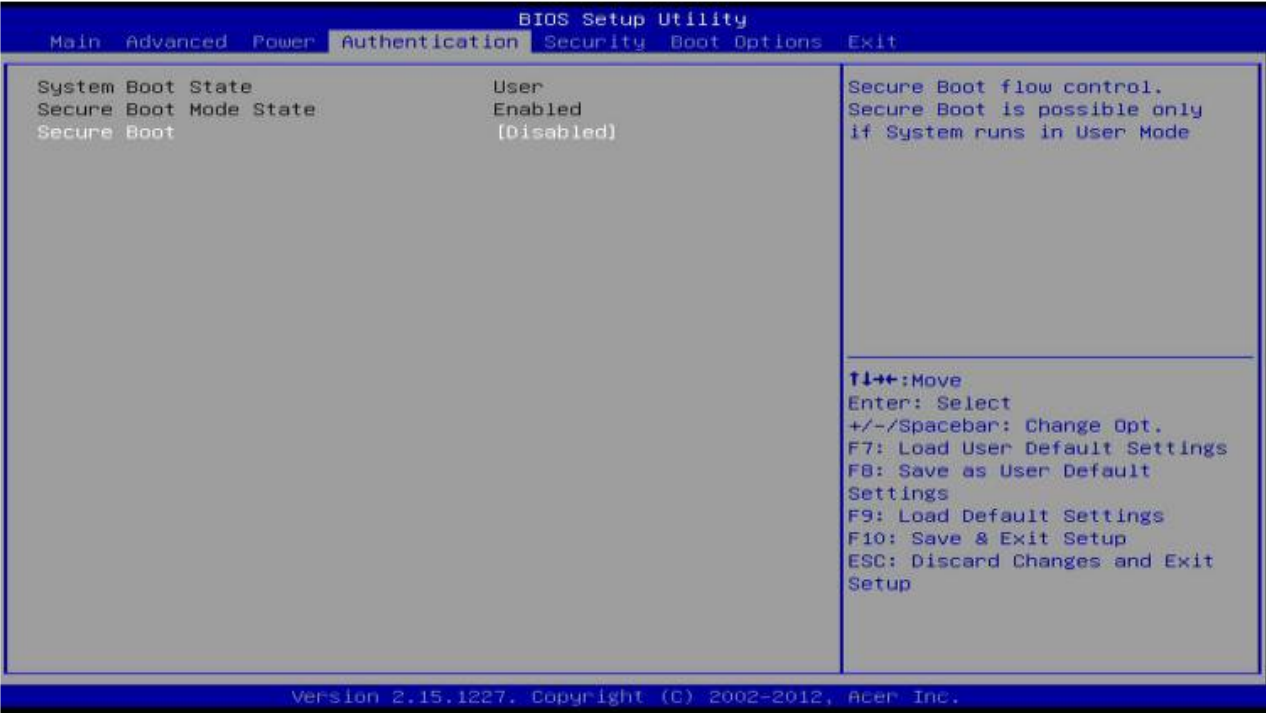 BIOS Setup Utility
Main Advanced Power Authentication Security Boot Options Exit
System Boot State User
Secure Boot Mode State Enabled
Secure Boot [Disabled]
Secure Boot flow control.
Secure Boot is possible only
if System runs in User Mode
↑↓→←:Move
Enter: Select
+/-/Spacebar: Change Opt.
F7: Load User Default Settings
F8: Save as User Default
Settings
F9: Load Default Settings
F10: Save & Exit Setup
ESC: Discard Changes and Exit
Setup
Version 2.15.1227. Copyright (C) 2002-2012, Acer Inc.